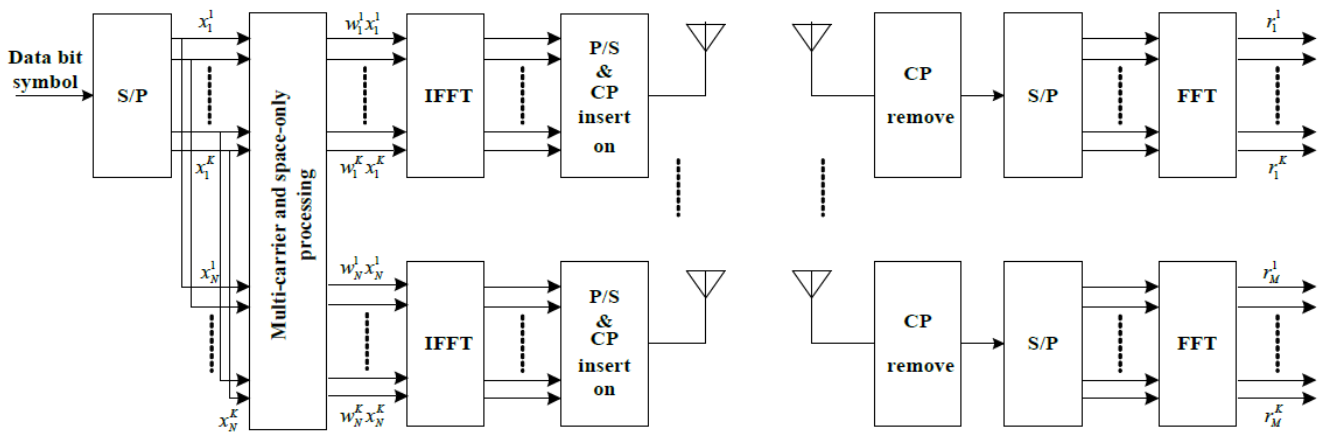 Data bit
symbol
S/P
x_1^1
x_1^K
x_N^1
x_N^K
Multi-carrier and space-only
processing
w_1^1 x_1^1
w_1^K x_1^K
w_N^1 x_N^1
w_N^K x_N^K
IFFT
P/S
&
CP
insert
on
CP
remove
S/P
FFT
r_1^1
r_1^K
IFFT
P/S
&
CP
insert
on
CP
remove
S/P
FFT
r_M^1
r_M^K